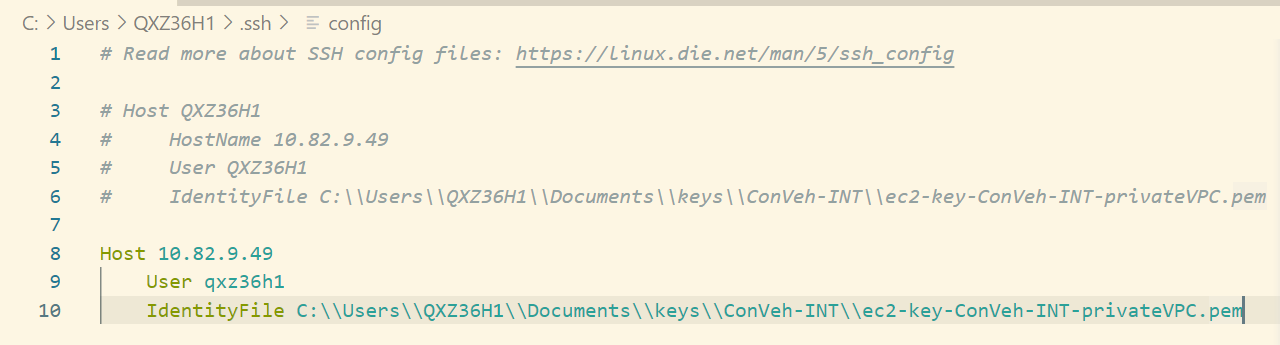 C: > Users > QXZ36H1 > .ssh > config
1 # Read more about SSH config files: https://linux.die.net/man/5/ssh_config
2
3 # Host QXZ36H1
4 #     HostName 10.82.9.49
5 #     User QXZ36H1
6 #     IdentityFile C:\\Users\\QXZ36H1\\Documents\\keys\\ConVeh-INT\\ec2-key-ConVeh-INT-privateVPC.pem
7
8 Host 10.82.9.49
9     User qxz36h1
10     IdentityFile C:\\Users\\QXZ36H1\\Documents\\keys\\ConVeh-INT\\ec2-key-ConVeh-INT-privateVPC.pem